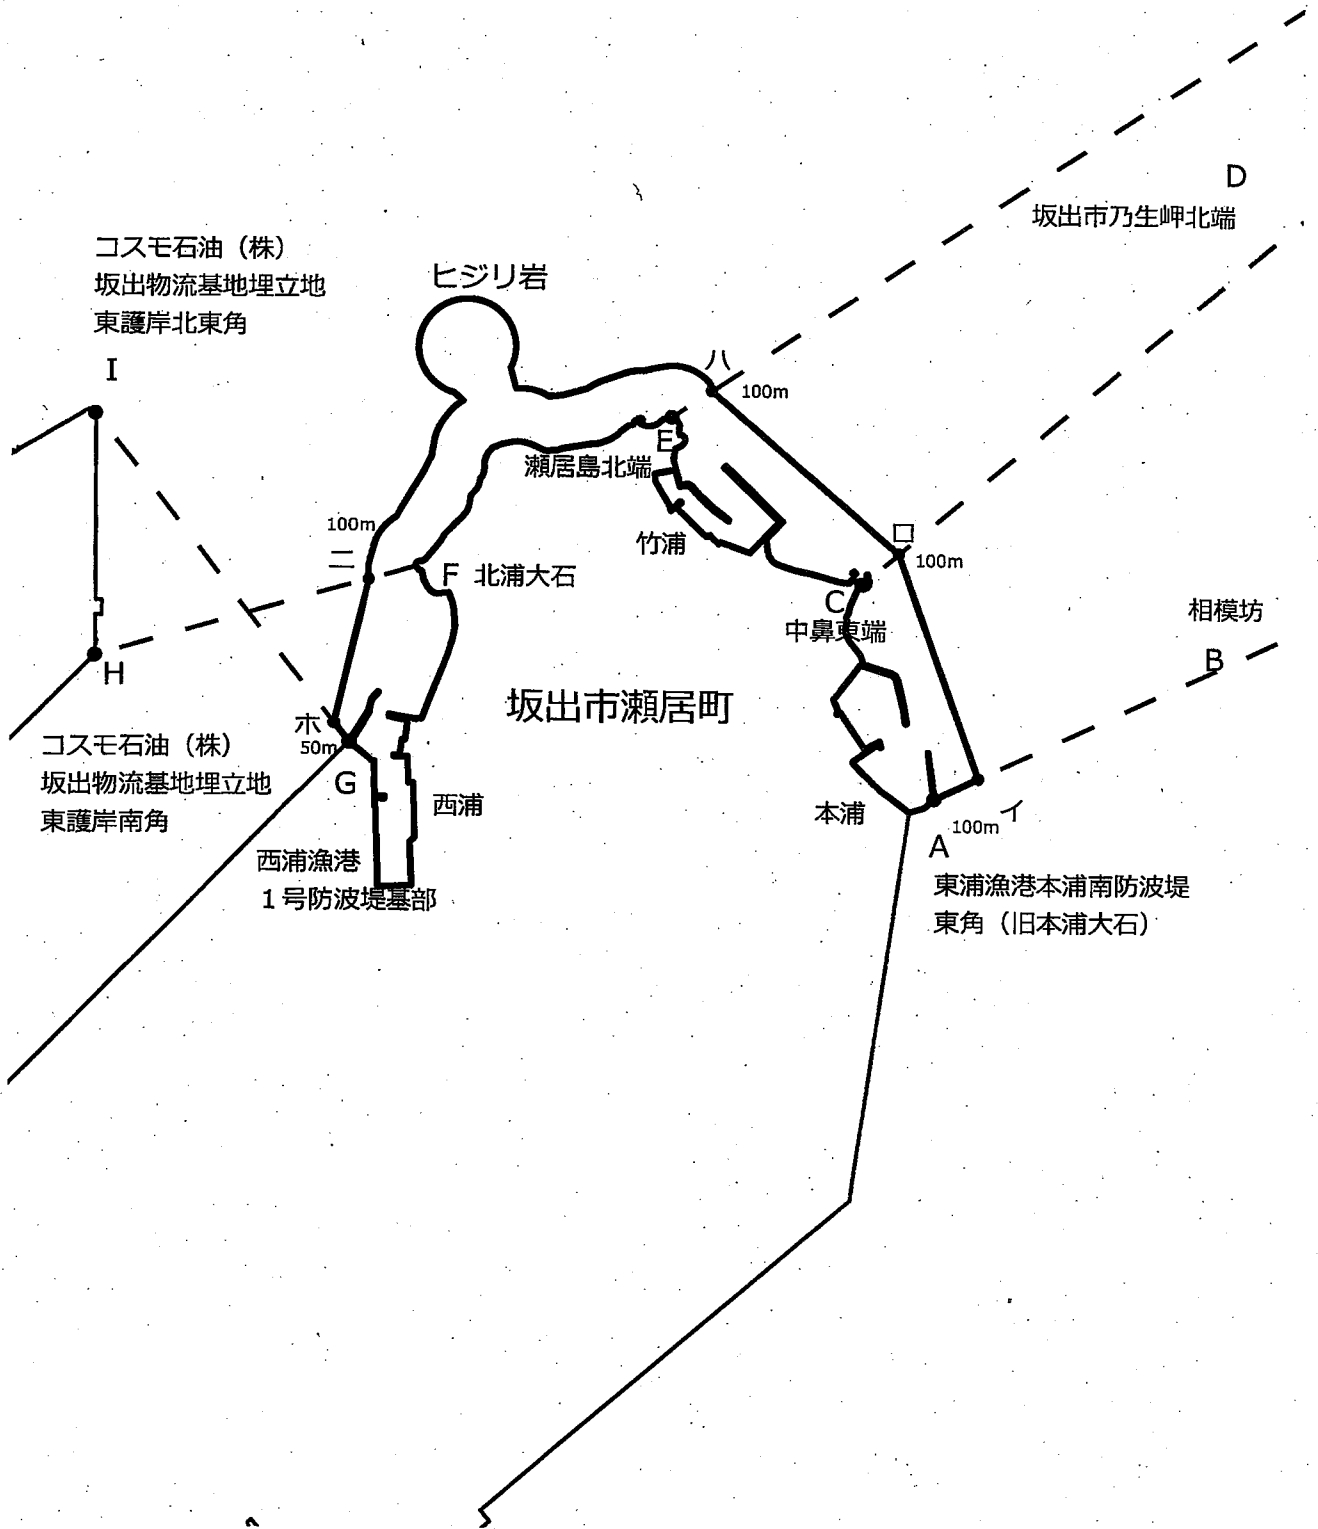 D
坂出市乃生岬北端
コスモ石油（株）
坂出物流基地埋立地
東護岸北東角
I
ヒジリ岩
ハ
100m
E
瀬居島北端
100m
ニ
F 北浦大石
竹浦
ロ
100m
C
中鼻東端
相模坊
B
H
坂出市瀬居町
ホ
50m
G
コスモ石油（株）
坂出物流基地埋立地
東護岸南角
西浦
本浦
100m イ
A
西浦漁港
１号防波堤基部
東浦漁港本浦南防波堤
東角（旧本浦大石）